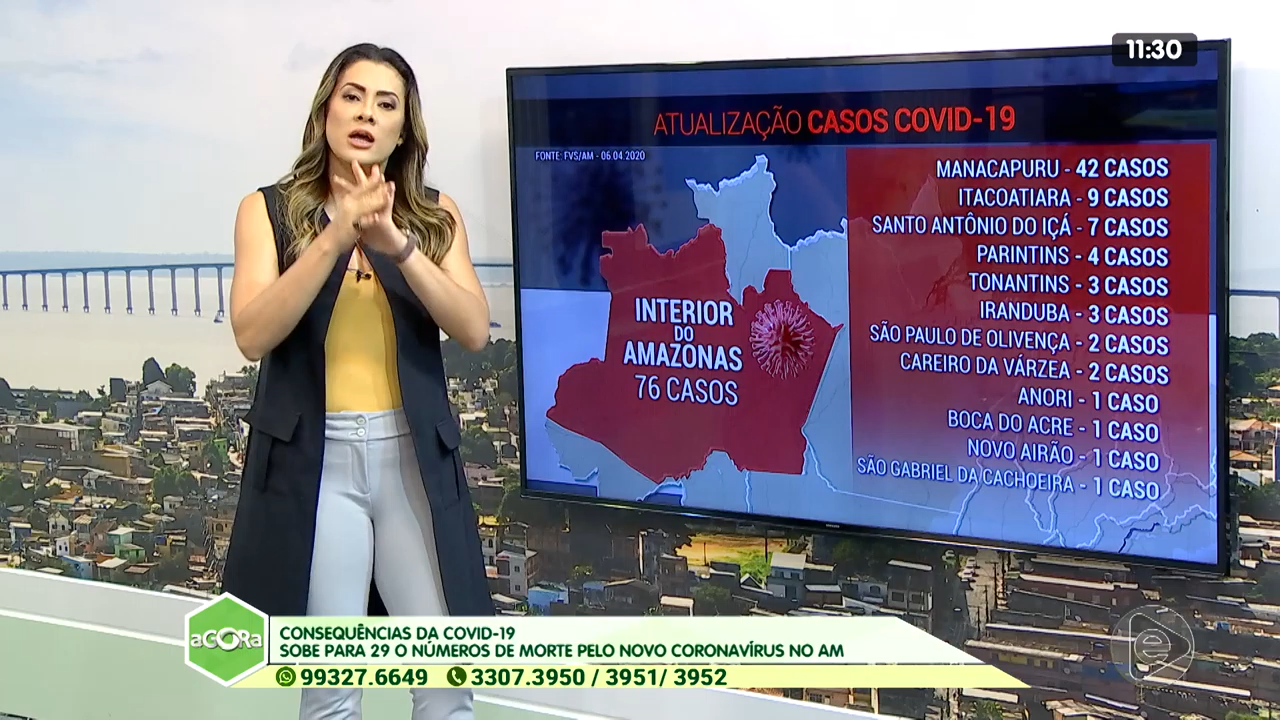 11:30
ATUALIZAÇÃO CASOS COVID-19
FONTE: FVS/AM - 06.04.2020
INTERIOR
DO
AMAZONAS
76 CASOS
MANACAPURU - 42 CASOS
ITACOATIARA - 9 CASOS
SANTO ANTÔNIO DO IÇÁ - 7 CASOS
PARINTINS - 4 CASOS
TONANTINS - 3 CASOS
IRANDUBA - 3 CASOS
SÃO PAULO DE OLIVENÇA - 2 CASOS
CAREIRO DA VÁRZEA - 2 CASOS
ANORI - 1 CASO
BOCA DO ACRE - 1 CASO
NOVO AIRÃO - 1 CASO
SÃO GABRIEL DA CACHOEIRA - 1 CASO
aGORa
CONSEQUÊNCIAS DA COVID-19
SOBE PARA 29 O NÚMEROS DE MORTE PELO NOVO CORONAVÍRUS NO AM
99327.6649 3307.3950 / 3951/ 3952
e